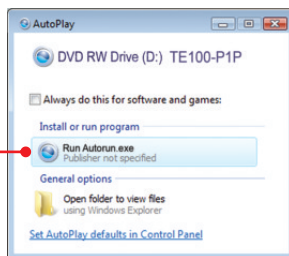 AutoPlay
DVD RW Drive (D:) TE100-P1P
Always do this for software and games:
Install or run program
Run Autorun.exe
Publisher not specified
General options
Open folder to view files
using Windows Explorer
Set AutoPlay defaults in Control Panel